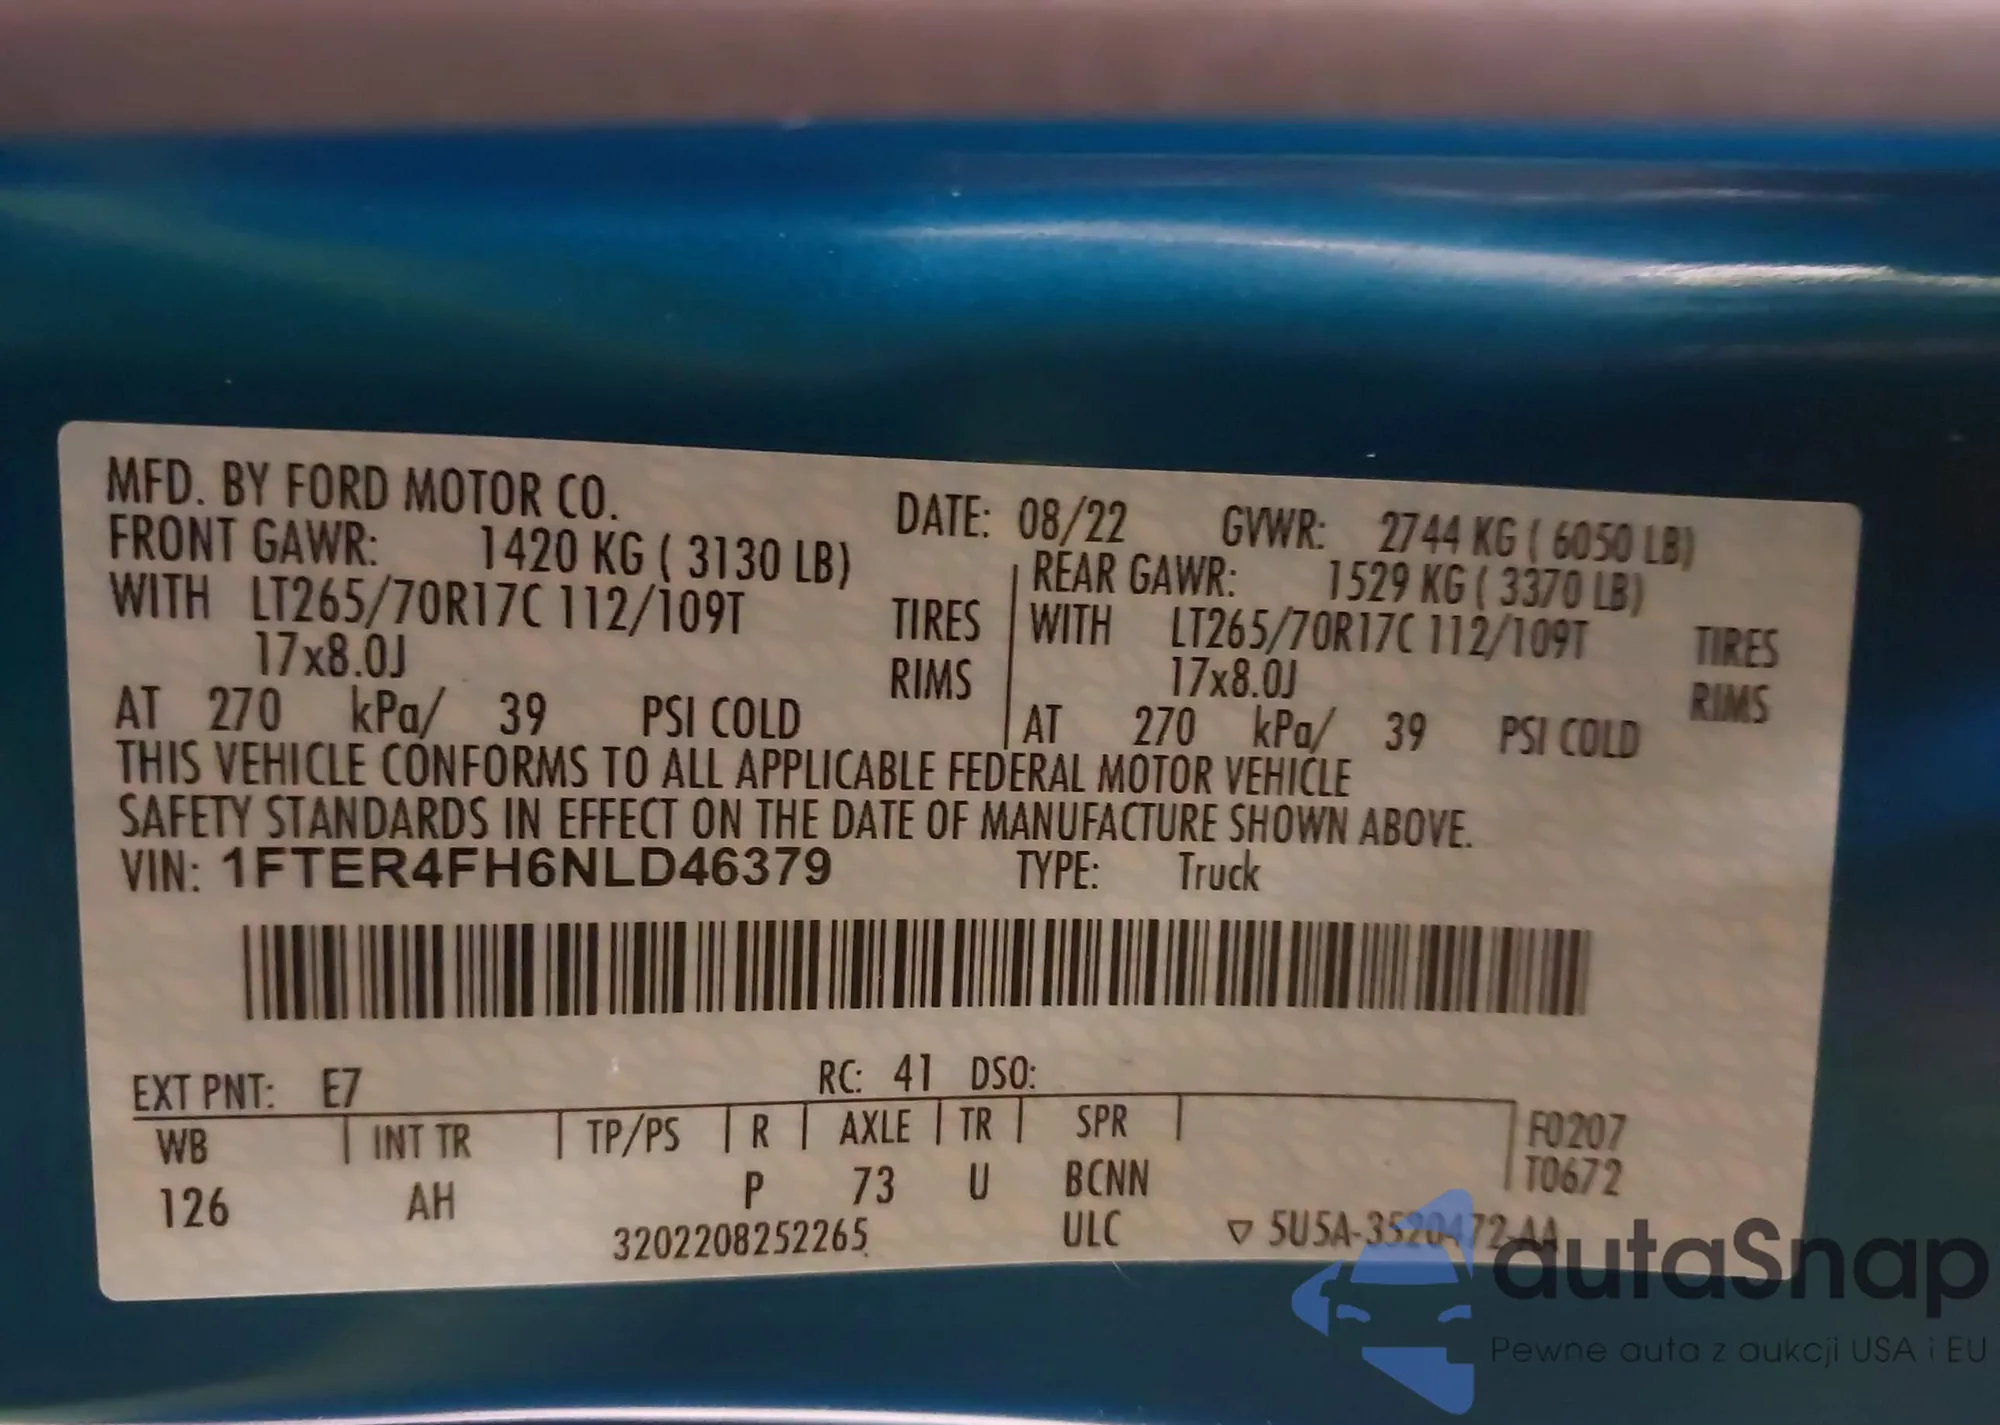 MFD. BY FORD MOTOR CO.
DATE: 08/22 GVWR: 2744 KG ( 6050 LB)
FRONT GAWR: 1420 KG ( 3130 LB)
WITH LT265/70R17C 112/109T TIRES
17x8.0J RIMS
AT 270 kPa/ 39 PSI COLD
REAR GAWR: 1529 KG ( 3370 LB)
WITH LT265/70R17C 112/109T TIRES
17x8.0J RIMS
AT 270 kPa/ 39 PSI COLD
THIS VEHICLE CONFORMS TO ALL APPLICABLE FEDERAL MOTOR VEHICLE
SAFETY STANDARDS IN EFFECT ON THE DATE OF MANUFACTURE SHOWN ABOVE.
VIN: 1FTER4FH6NLD46379 TYPE: Truck
EXT PNT: E7 RC: 41 DSO:
WB INT TR TP/PS R AXLE TR SPR F0207
126 AH P 73 U BCNN T0672
3202208252265 ULC 5U5A-3520472-AA
autaSnap
Pewne auta z aukcji USA i EU